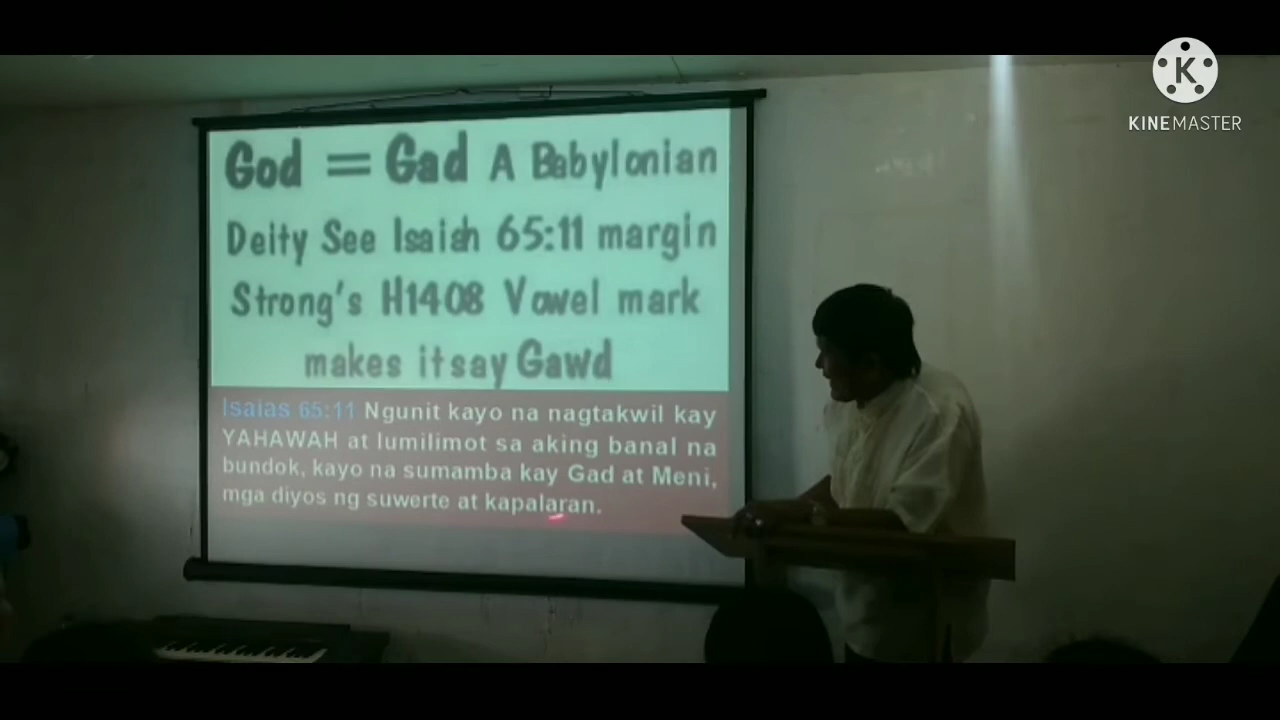 God = Gad A Babylonian
Deity See Isaiah 65:11 margin
Strong's H1408 Vowel mark
makes it say Gawd
Isaias 65:11 Ngunit kayo na nagtakwil kay
YAHAWAH at lumilimot sa aking banal na
bundok, kayo na sumamba kay Gad at Meni,
mga diyos ng suwerte at kapalaran.
K
KINEMASTER